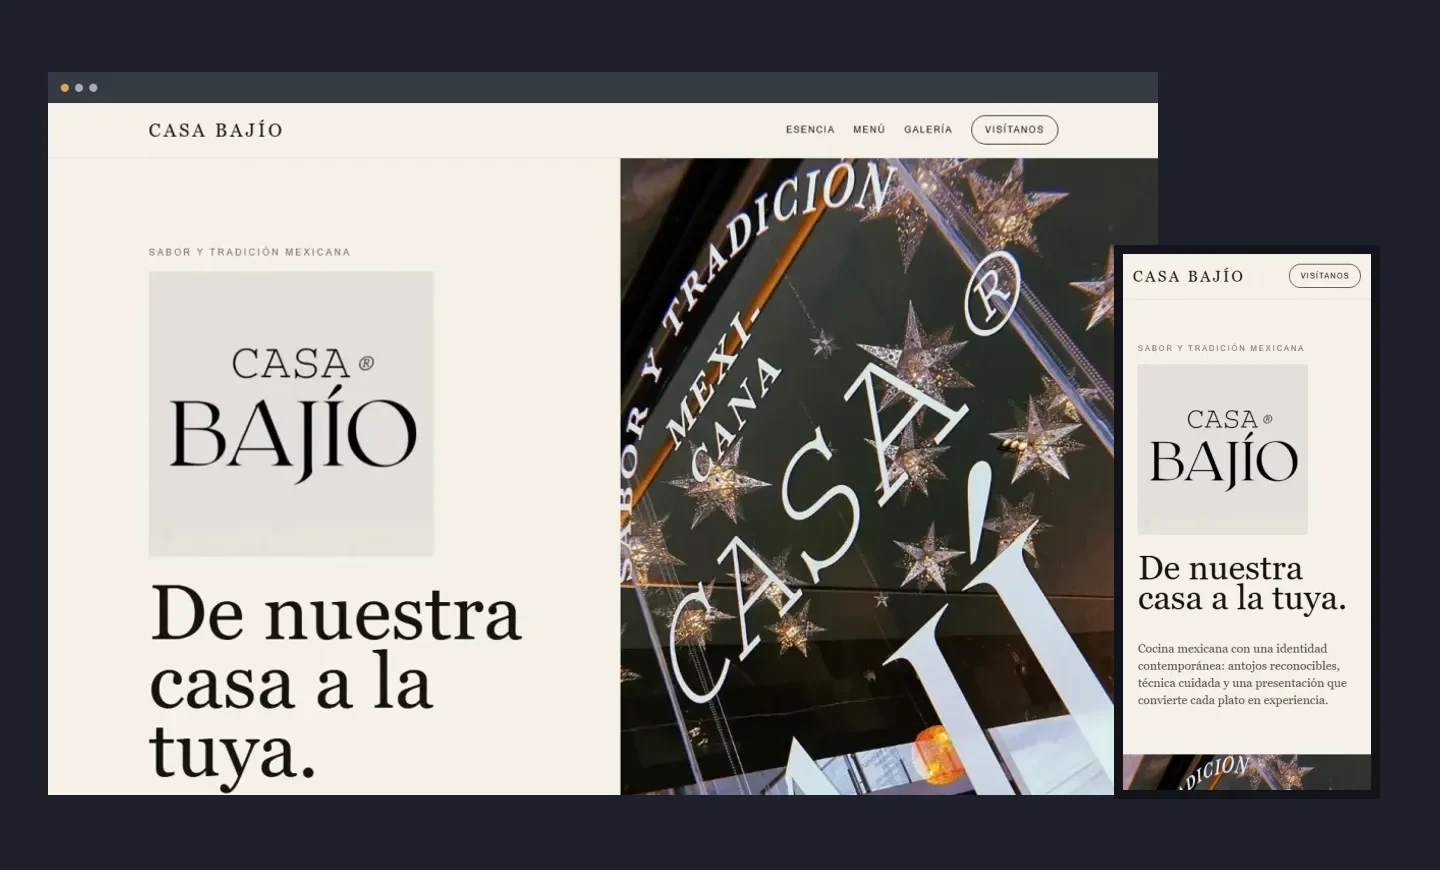 CASA BAJÍO
ESENCIA MENÚ GALERÍA VISÍTANOS
SABOR Y TRADICIÓN MEXICANA
CASA ®
BAJÍO
De nuestra
casa a la
tuya.
SABOR Y TRADICIÓN
MEXI-
CANA
CASA ®
CASA BAJÍO VISÍTANOS
SABOR Y TRADICIÓN MEXICANA
CASA ®
BAJÍO
De nuestra
casa a la tuya.
Cocina mexicana con una identidad
contemporánea: antojos reconocibles,
técnica cuidada y una presentación que
convierte cada plato en experiencia.
DICIÓN